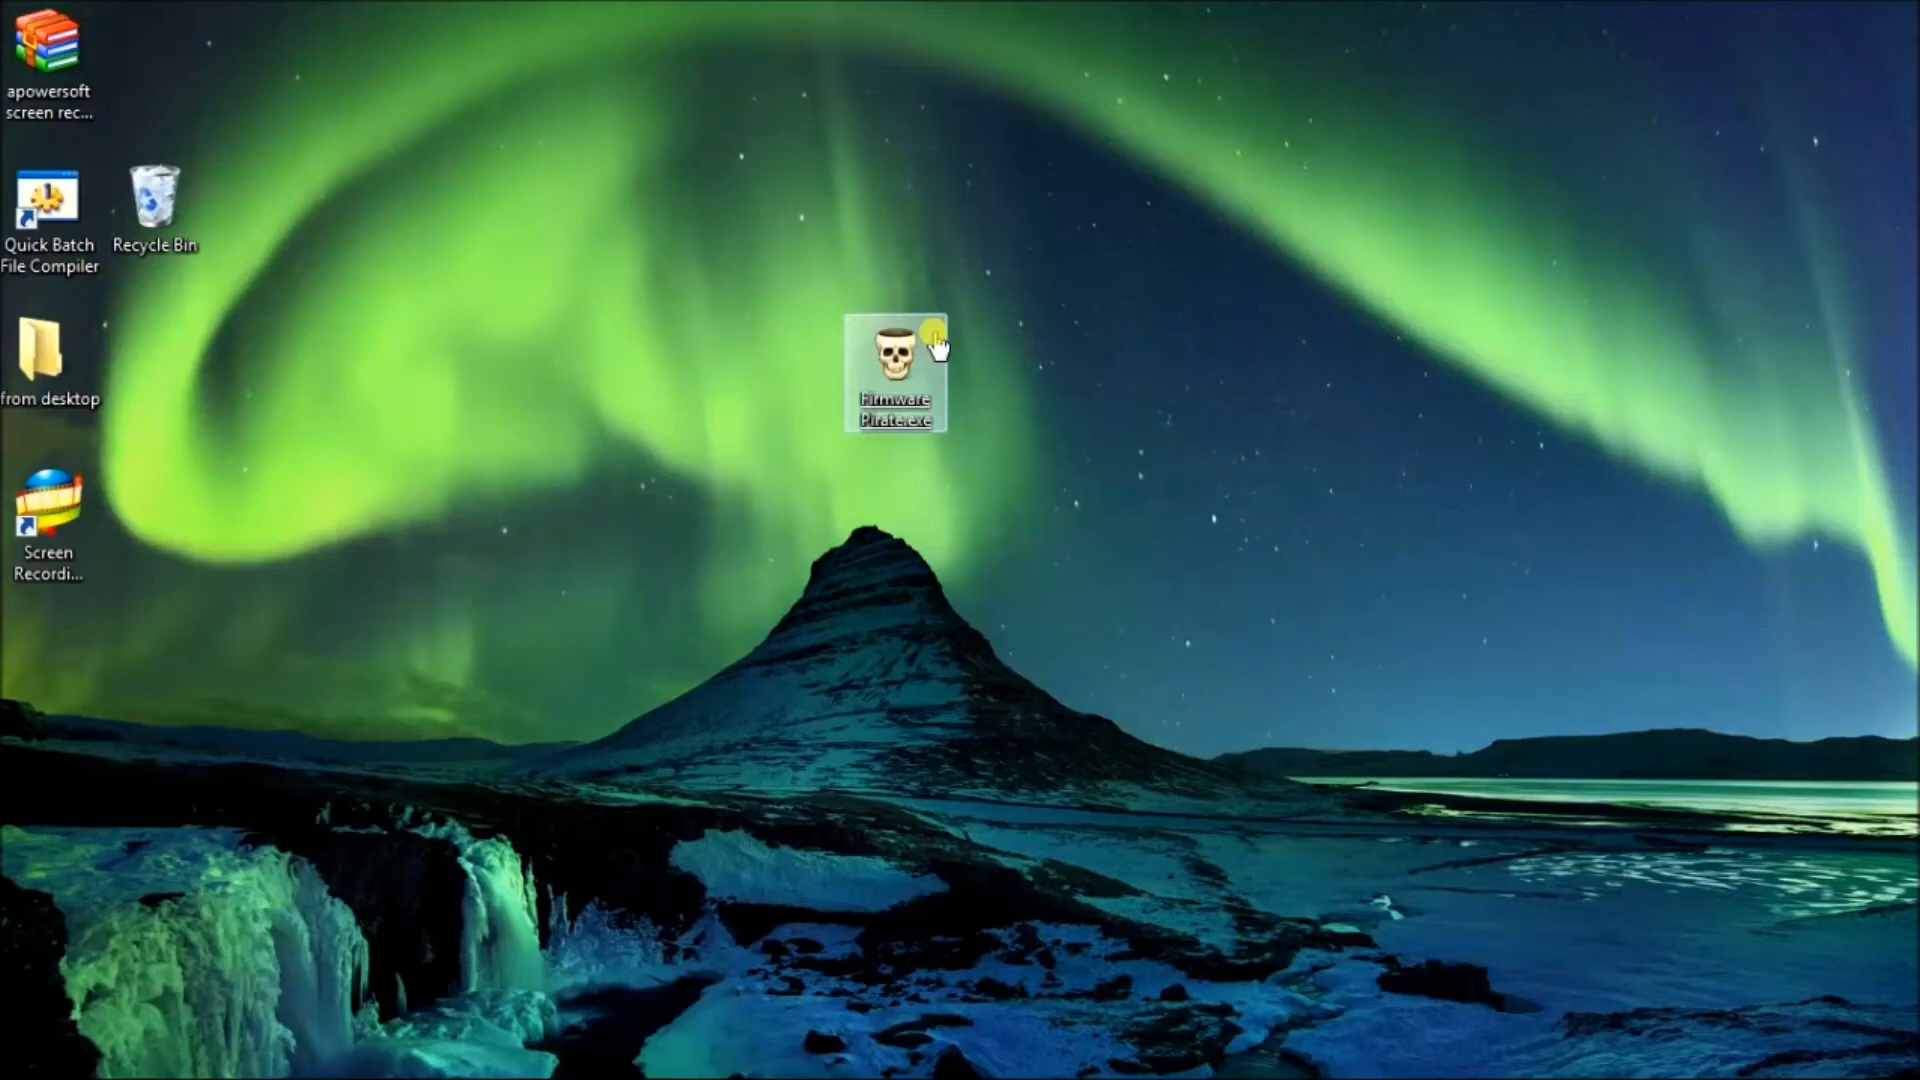 apowersoft
screen rec...
Quick Batch
File Compiler
Recycle Bin
from desktop
Screen
Recordi...
Firmware
Pirate.exe